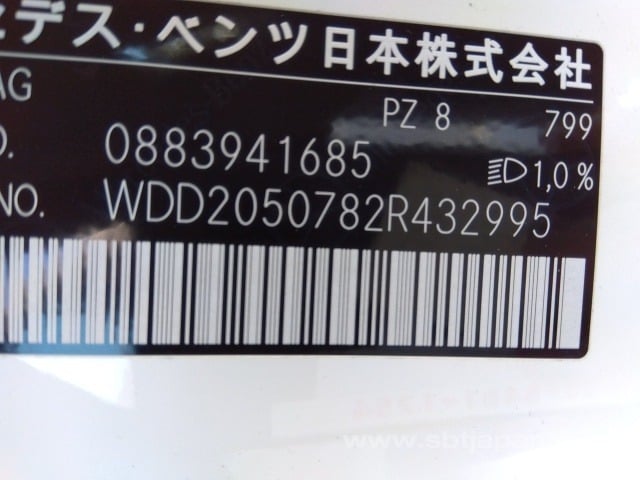 セデス・ベンツ日本株式会社
AG
PZ 8 799
O. 0883941685 1,0%
NO. WDD2050782R432995
www.sbtjapan